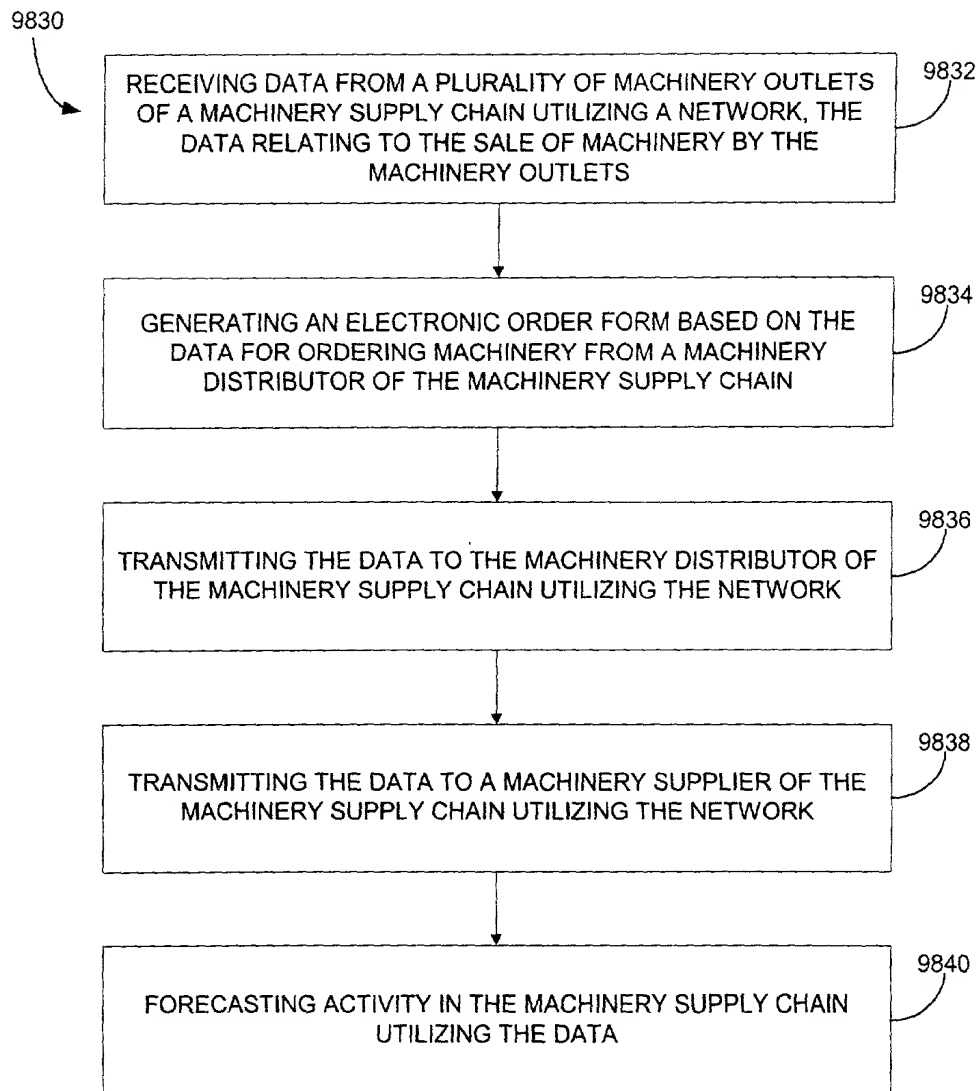 9830
RECEIVING DATA FROM A PLURALITY OF MACHINERY OUTLETS
OF A MACHINERY SUPPLY CHAIN UTILIZING A NETWORK, THE
DATA RELATING TO THE SALE OF MACHINERY BY THE
MACHINERY OUTLETS
9832
GENERATING AN ELECTRONIC ORDER FORM BASED ON THE
DATA FOR ORDERING MACHINERY FROM A MACHINERY
DISTRIBUTOR OF THE MACHINERY SUPPLY CHAIN
9834
TRANSMITTING THE DATA TO THE MACHINERY DISTRIBUTOR OF
THE MACHINERY SUPPLY CHAIN UTILIZING THE NETWORK
9836
TRANSMITTING THE DATA TO A MACHINERY SUPPLIER OF THE
MACHINERY SUPPLY CHAIN UTILIZING THE NETWORK
9838
FORECASTING ACTIVITY IN THE MACHINERY SUPPLY CHAIN
UTILIZING THE DATA
9840